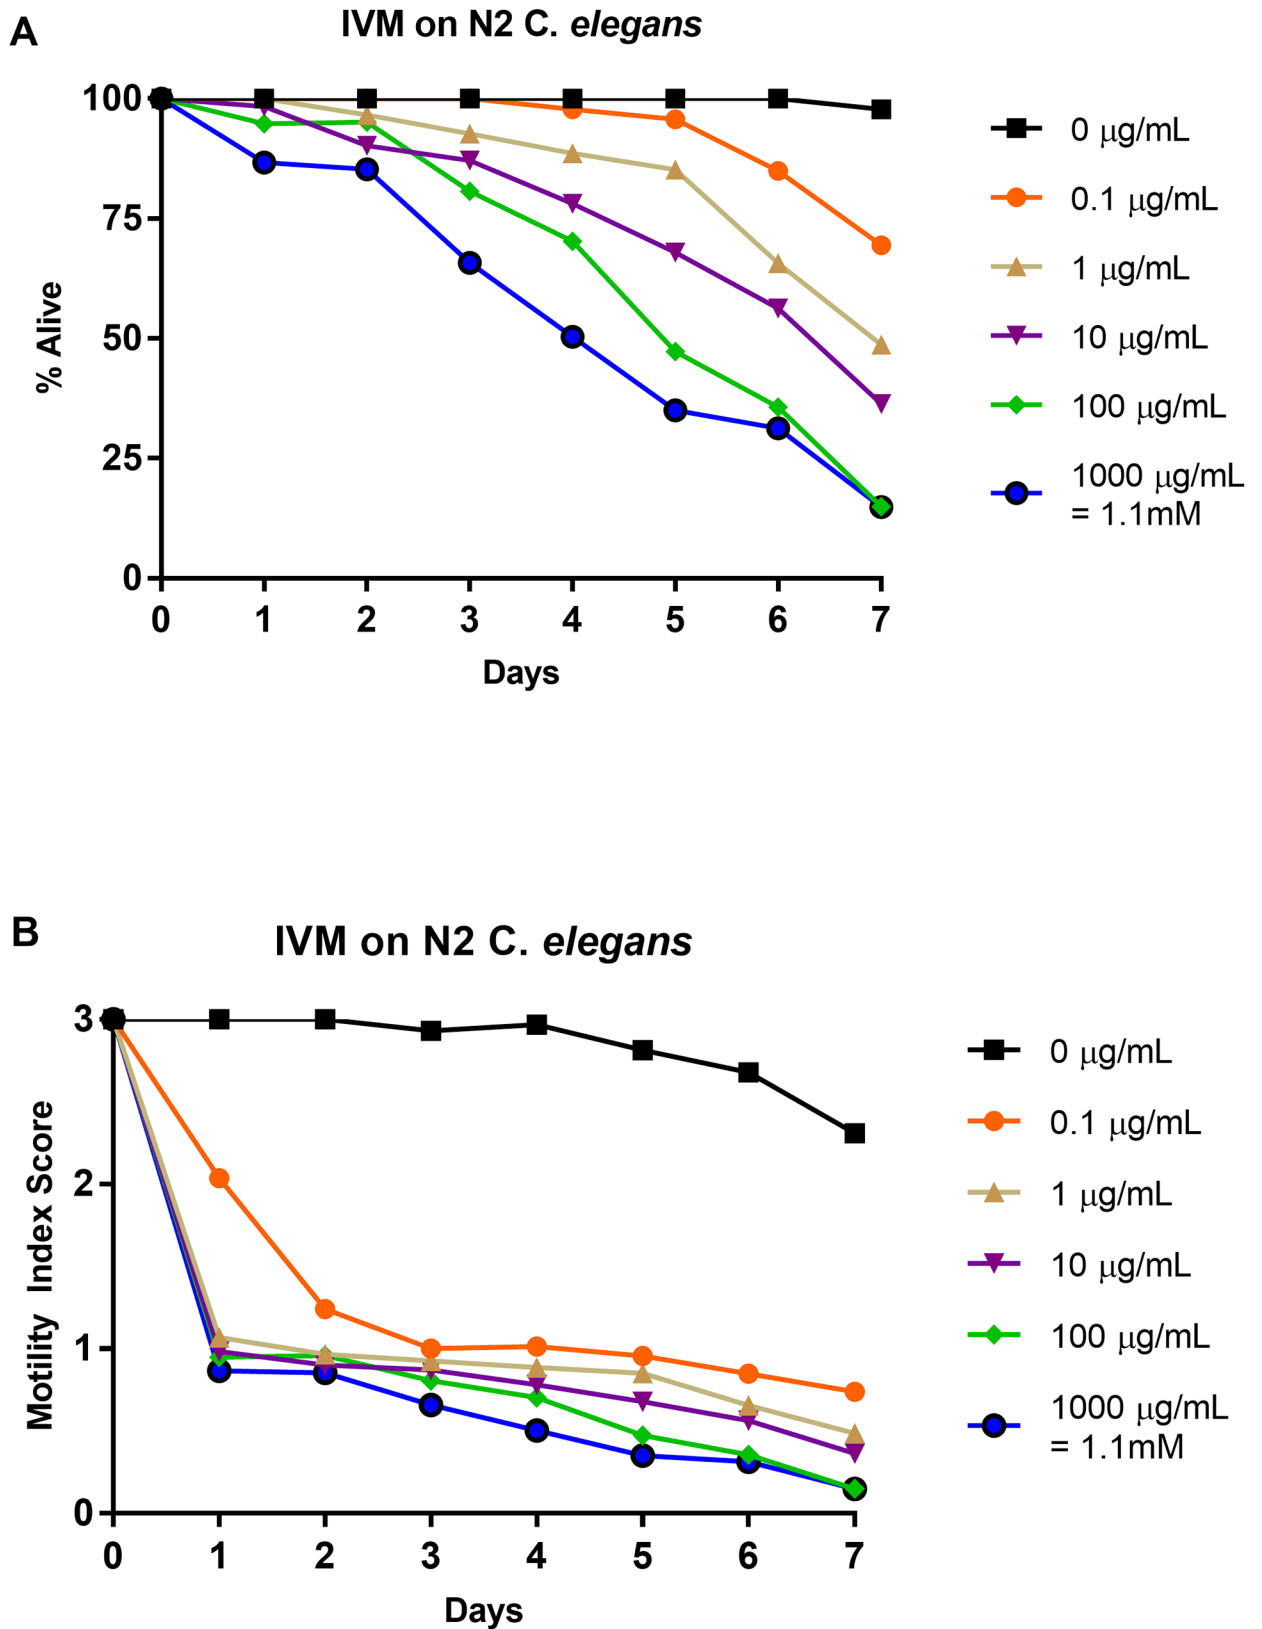 A
IVM on N2 C. elegans
100
75
50
25
0
% Alive
0 1 2 3 4 5 6 7
Days
0 μg/mL
0.1 μg/mL
1 μg/mL
10 μg/mL
100 μg/mL
1000 μg/mL
= 1.1mM
B
IVM on N2 C. elegans
3
2
1
0
Motility Index Score
0 1 2 3 4 5 6 7
Days
0 μg/mL
0.1 μg/mL
1 μg/mL
10 μg/mL
100 μg/mL
1000 μg/mL
= 1.1mM